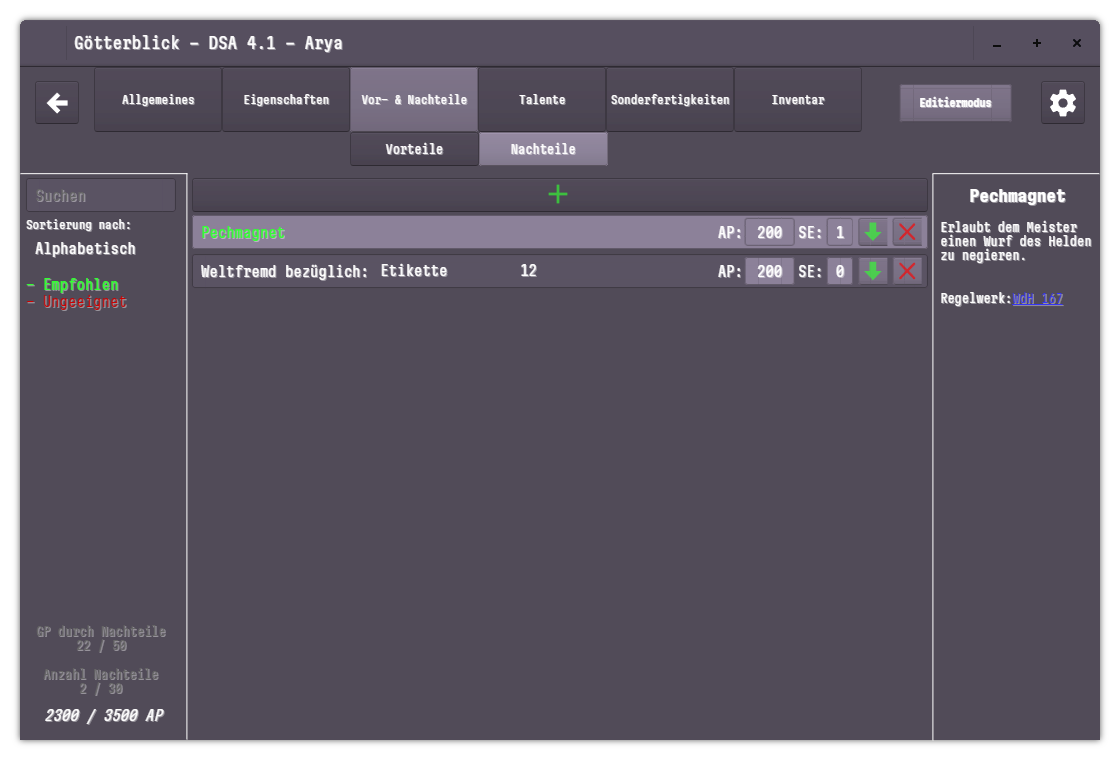 Götterblick - DSA 4.1 - Arya
Allgemeines
Eigenschaften
Vor- & Nachteile
Talente
Sonderfertigkeiten
Inventar
Editiermodus
Vorteile
Nachteile
Suchen
Sortierung nach:
Alphabetisch
- Empfohlen
- Ungeeignet
GP durch Nachteile
22 / 50
Anzahl Nachteile
2 / 30
2300 / 3500 AP
Pechmagnet AP: 200 SE: 1
Weltfremd bezüglich: Etikette 12 AP: 200 SE: 0
Pechmagnet
Erlaubt dem Meister
einen Wurf des Helden
zu negieren.
Regelwerk: WdH 167